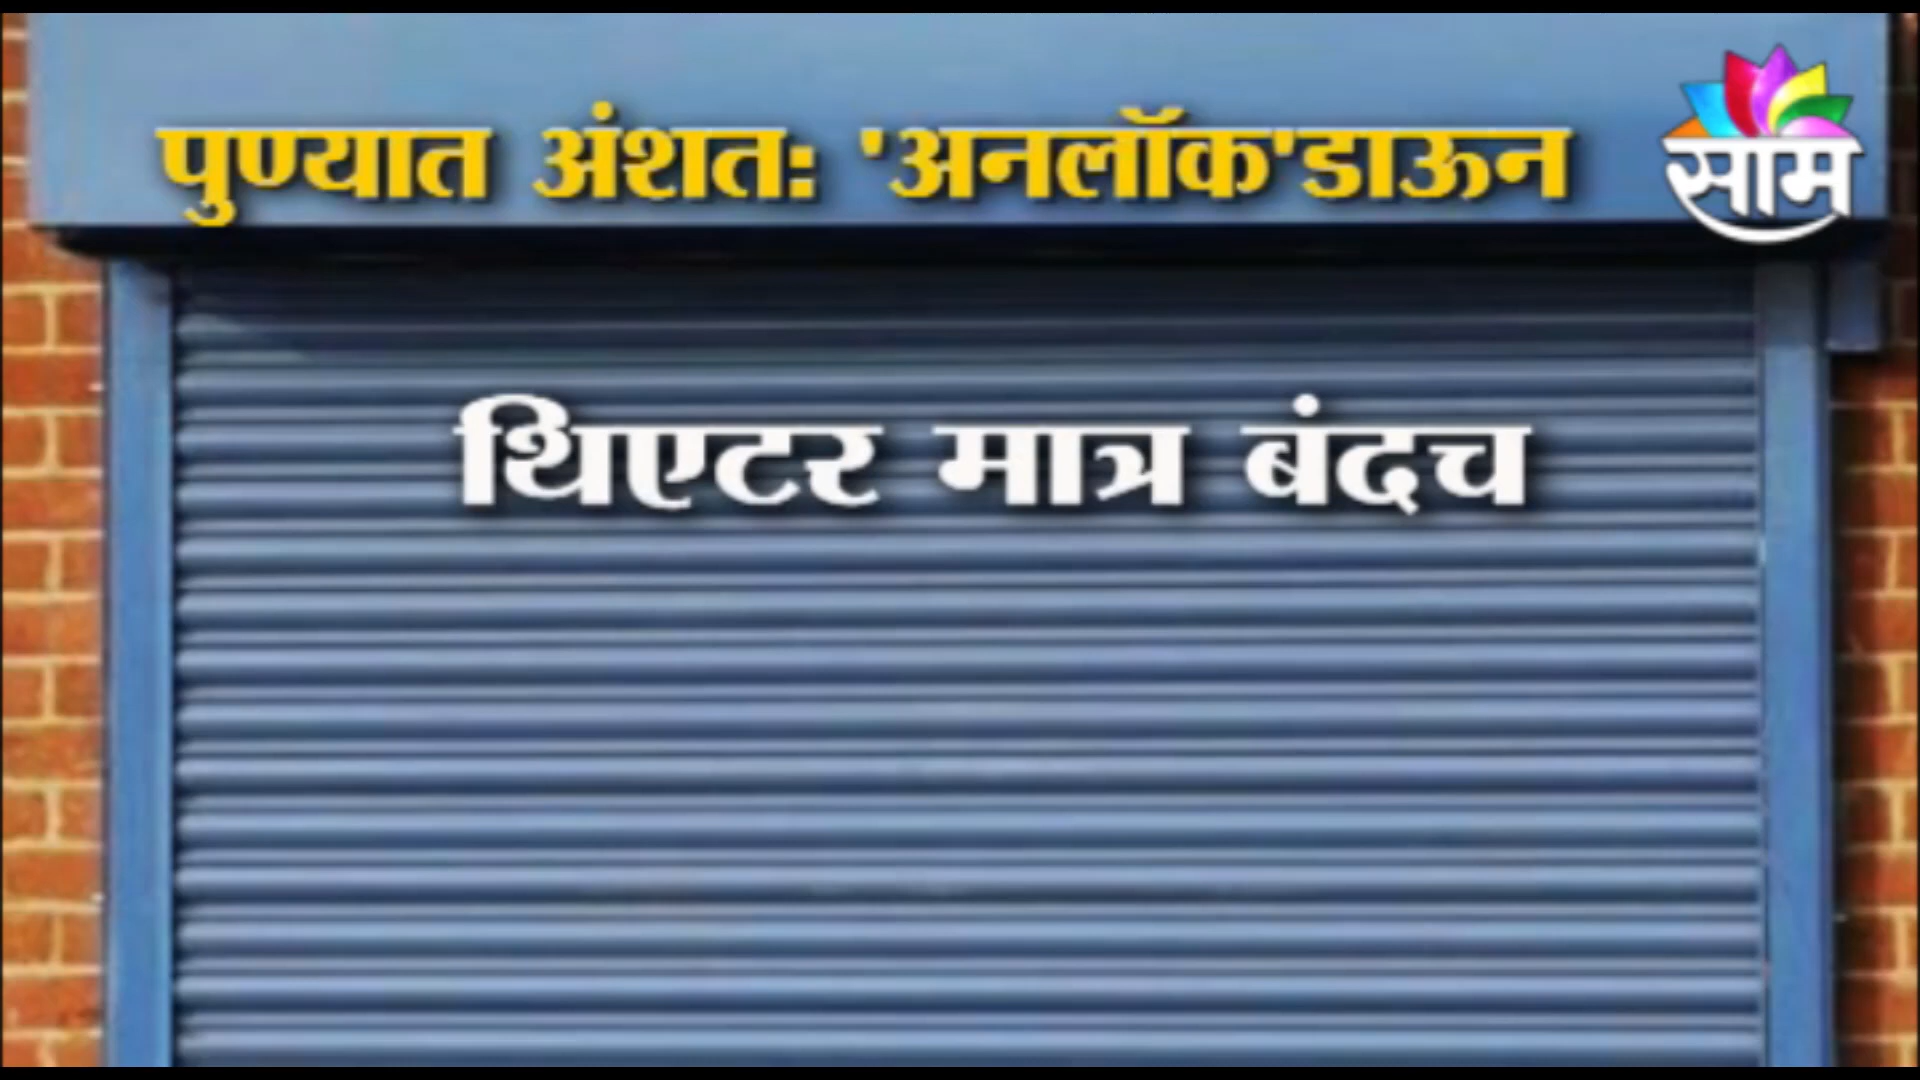 पुण्यात अंशत: 'अनलॉक'डाऊन
साम
थिएटर मात्र बंदच